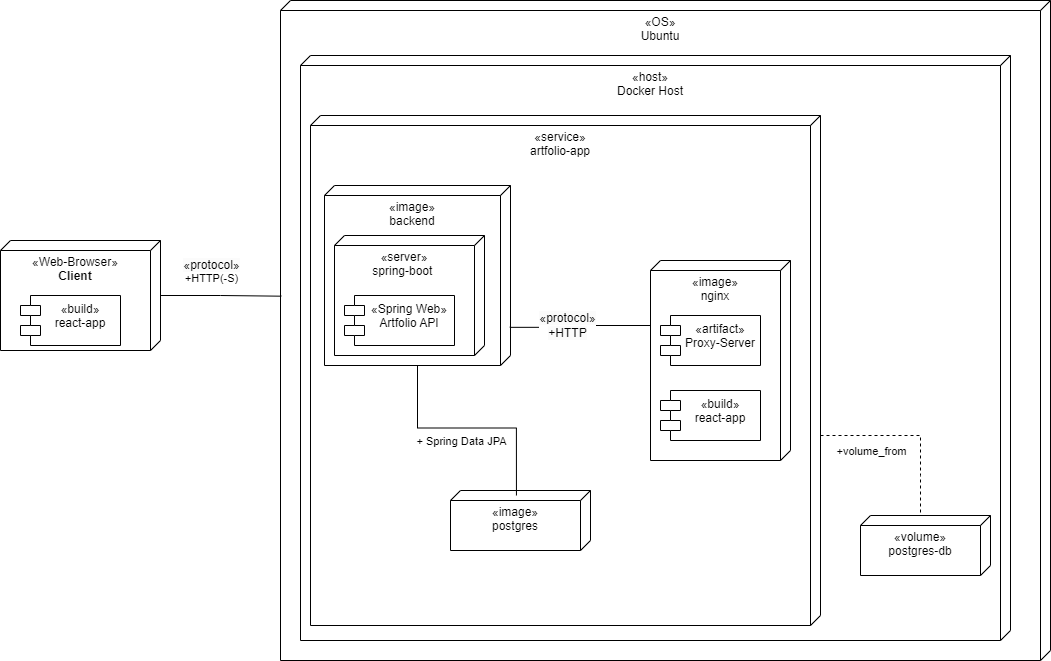 «OS»
Ubuntu
«host»
Docker Host
«service»
artfolio-app
«image»
backend
«server»
spring-boot
«Spring Web»
Artfolio API
«Web-Browser»
Client
«build»
react-app
«protocol»
+HTTP(-S)
«protocol»
+HTTP
«image»
nginx
«artifact»
Proxy-Server
«build»
react-app
+ Spring Data JPA
+volume_from
«image»
postgres
«volume»
postgres-db